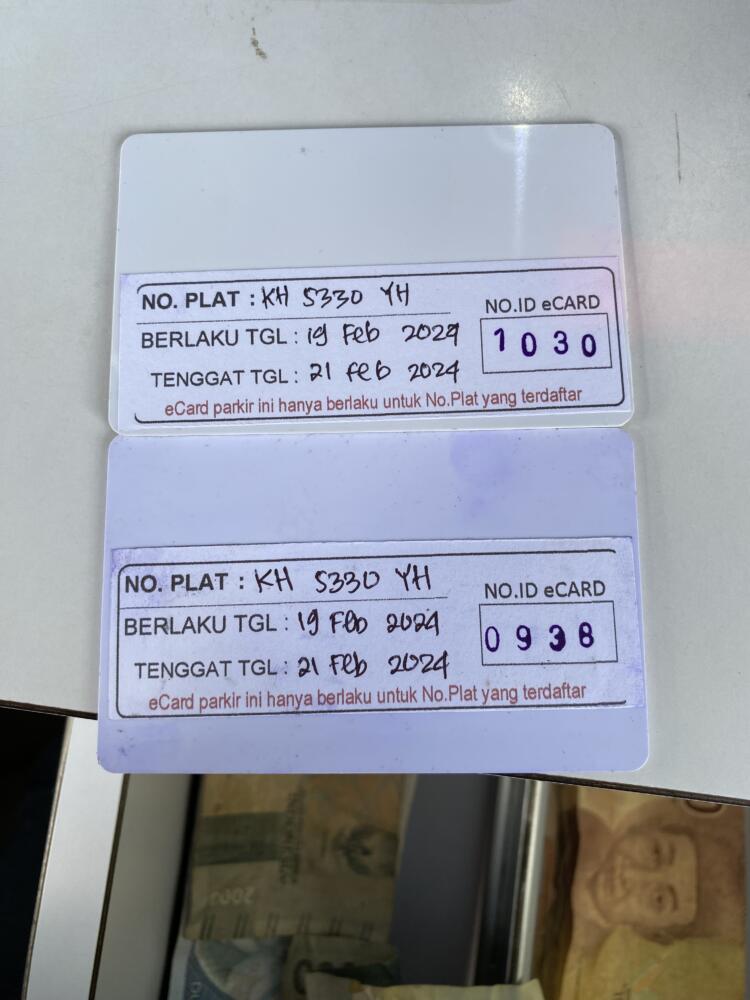 NO. PLAT : KH 5330 YH
NO.ID eCARD
BERLAKU TGL : 19 Feb 2024
1030
TENGGAT TGL : 21 Feb 2024
eCard parkir ini hanya berlaku untuk No.Plat yang terdaftar
NO. PLAT : KH 5330 YH
NO.ID eCARD
BERLAKU TGL : 19 Feb 2024
0938
TENGGAT TGL : 21 Feb 2024
eCard parkir ini hanya berlaku untuk No.Plat yang terdaftar
2000